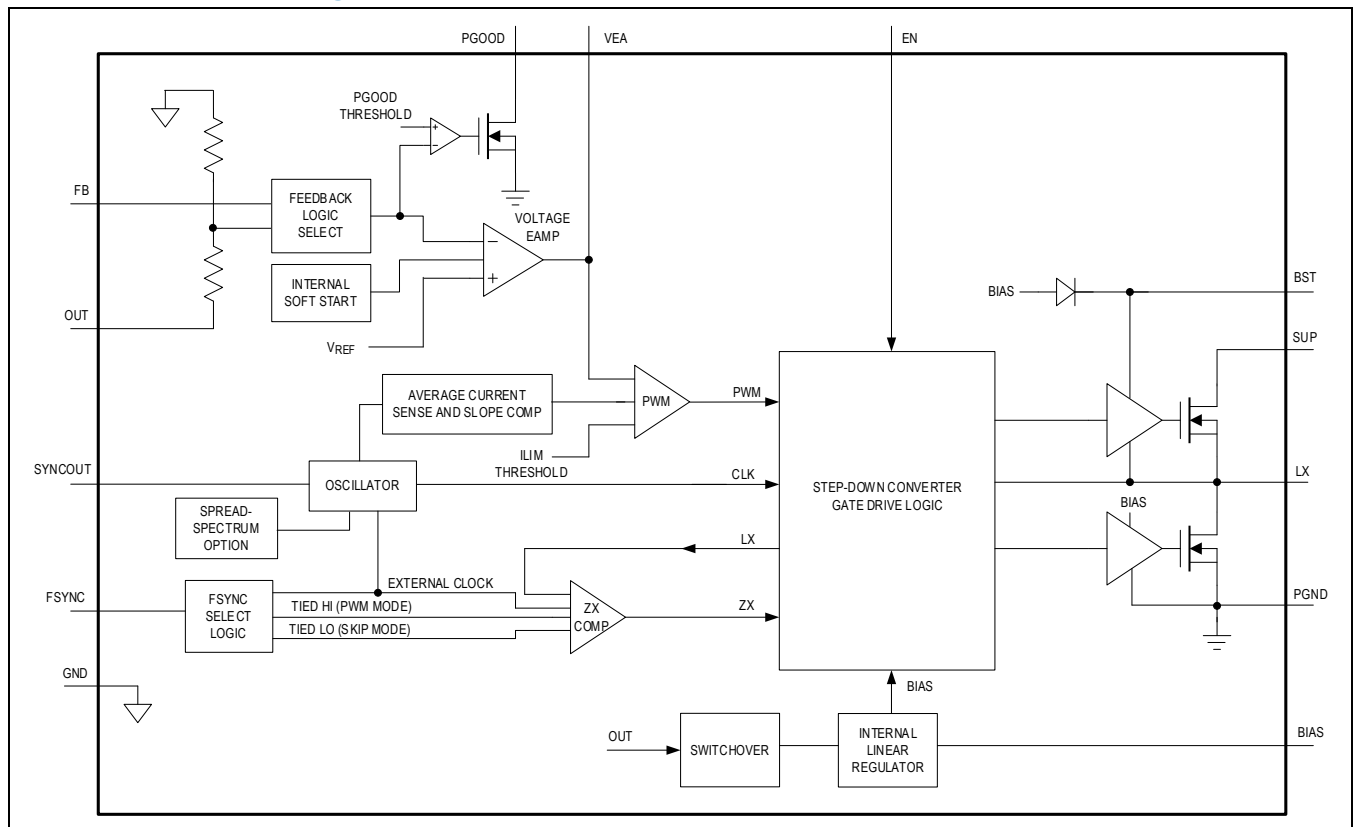 PGOOD
VEA
EN
PGOOD
THRESHOLD
+
−
FB
FEEDBACK
LOGIC
SELECT
VOLTAGE
EAMP
−
+
INTERNAL
SOFT START
BIAS
BST
OUT
VREF
SUP
AVERAGE CURRENT
SENSE AND SLOPE COMP
PWM
PWM
ILIM
THRESHOLD
SYNCOUT
OSCILLATOR
CLK
STEP-DOWN CONVERTER
GATE DRIVE LOGIC
LX
SPREAD-
SPECTRUM
OPTION
BIAS
LX
FSYNC
FSYNC
SELECT
LOGIC
EXTERNAL CLOCK
TIED HI (PWM MODE)
TIED LO (SKIP MODE)
ZX
COMP
ZX
PGND
GND
BIAS
OUT
SWITCHOVER
INTERNAL
LINEAR
REGULATOR
BIAS